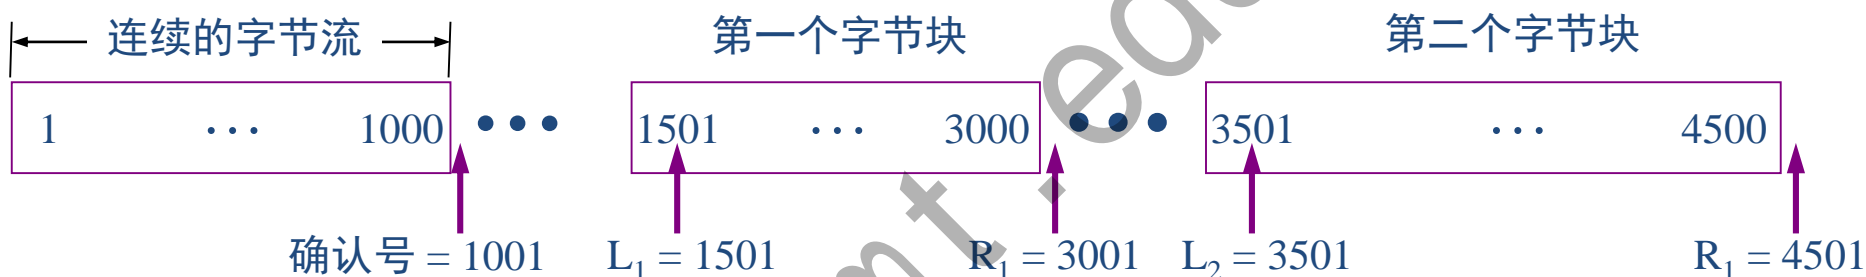 连续的字节流 第一个字节块 第二个字节块
1 ··· 1000 ••• 1501 ··· 3000 ••• 3501 ··· 4500
确认号 = 1001 L₁ = 1501 R₁ = 3001 L₂ = 3501 R₁ = 4501